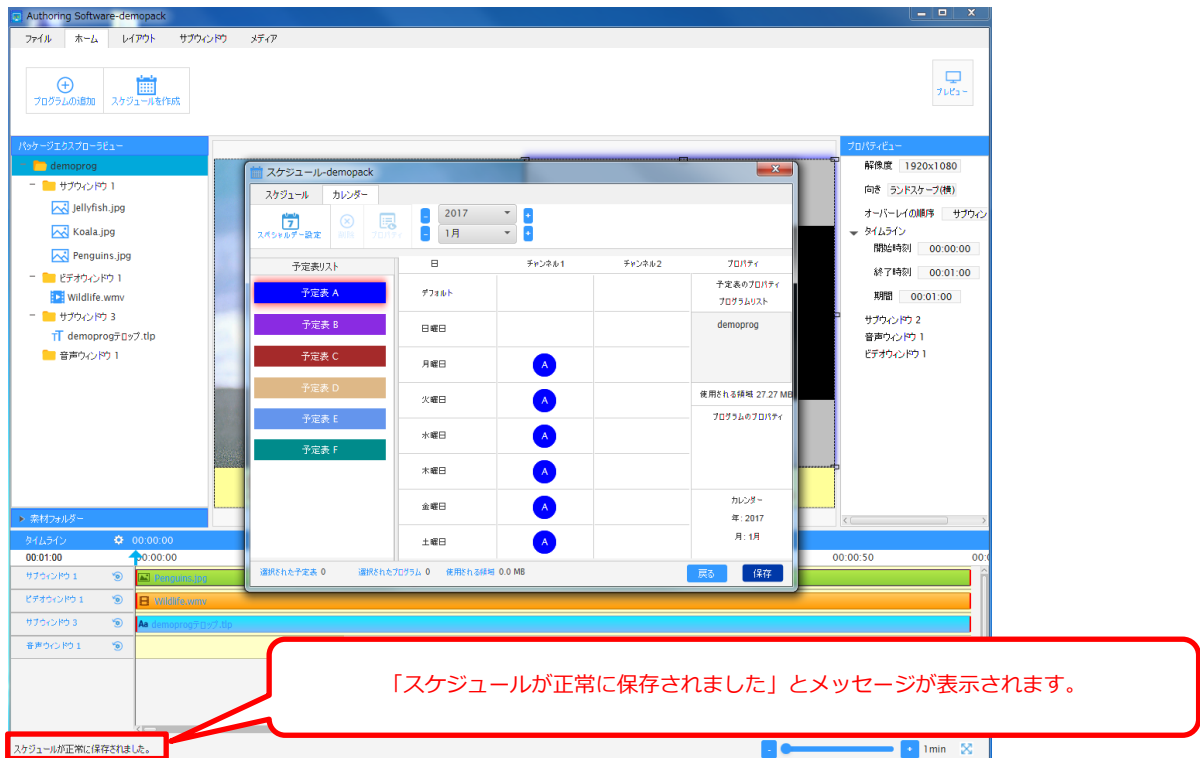 Authoring Software-demopack
ファイル ホーム レイアウト サブウィンドウ メディア
プログラムの追加 スケジュールを作成
プレビュー
パッケージエクスプローラビュー
demoprog
サブウィンドウ 1
Jellyfish.jpg
Koala.jpg
Penguins.jpg
ビデオウィンドウ 1
Wildlife.wmv
サブウィンドウ 3
demoprogテロップ.tlp
音声ウィンドウ 1
素材フォルダー
スケジュール-demopack
スケジュール カレンダー
スペシャルデー設定 削除 プロパティ
2017
1月
予定表リスト
予定表 A
予定表 B
予定表 C
予定表 D
予定表 E
予定表 F
日 チャンネル1 チャンネル2
デフォルト
日曜日
月曜日 A
火曜日 A
水曜日 A
木曜日 A
金曜日 A
土曜日 A
プロパティ
予定表のプロパティ
プログラムリスト
demoprog
使用される領域 27.27 MB
プログラムのプロパティ
カレンダー
年: 2017
月: 1月
選択された予定表 0 選択されたプログラム 0 使用される領域 0.0 MB
戻る 保存
プロパティビュー
解像度 1920x1080
向き ランドスケープ(横)
オーバーレイの順序 サブウィン
タイムライン
開始時刻 00:00:00
終了時刻 00:01:00
期間 00:01:00
サブウィンドウ 2
音声ウィンドウ 1
ビデオウィンドウ 1
タイムライン 00:00:00
00:01:00 00:00:00 00:00:50 00:0
サブウィンドウ 1 Penguins.jpg
ビデオウィンドウ 1 Wildlife.wmv
サブウィンドウ 3 Aa demoprogテロップ.tlp
音声ウィンドウ 1
「スケジュールが正常に保存されました」とメッセージが表示されます。
スケジュールが正常に保存されました。
1min